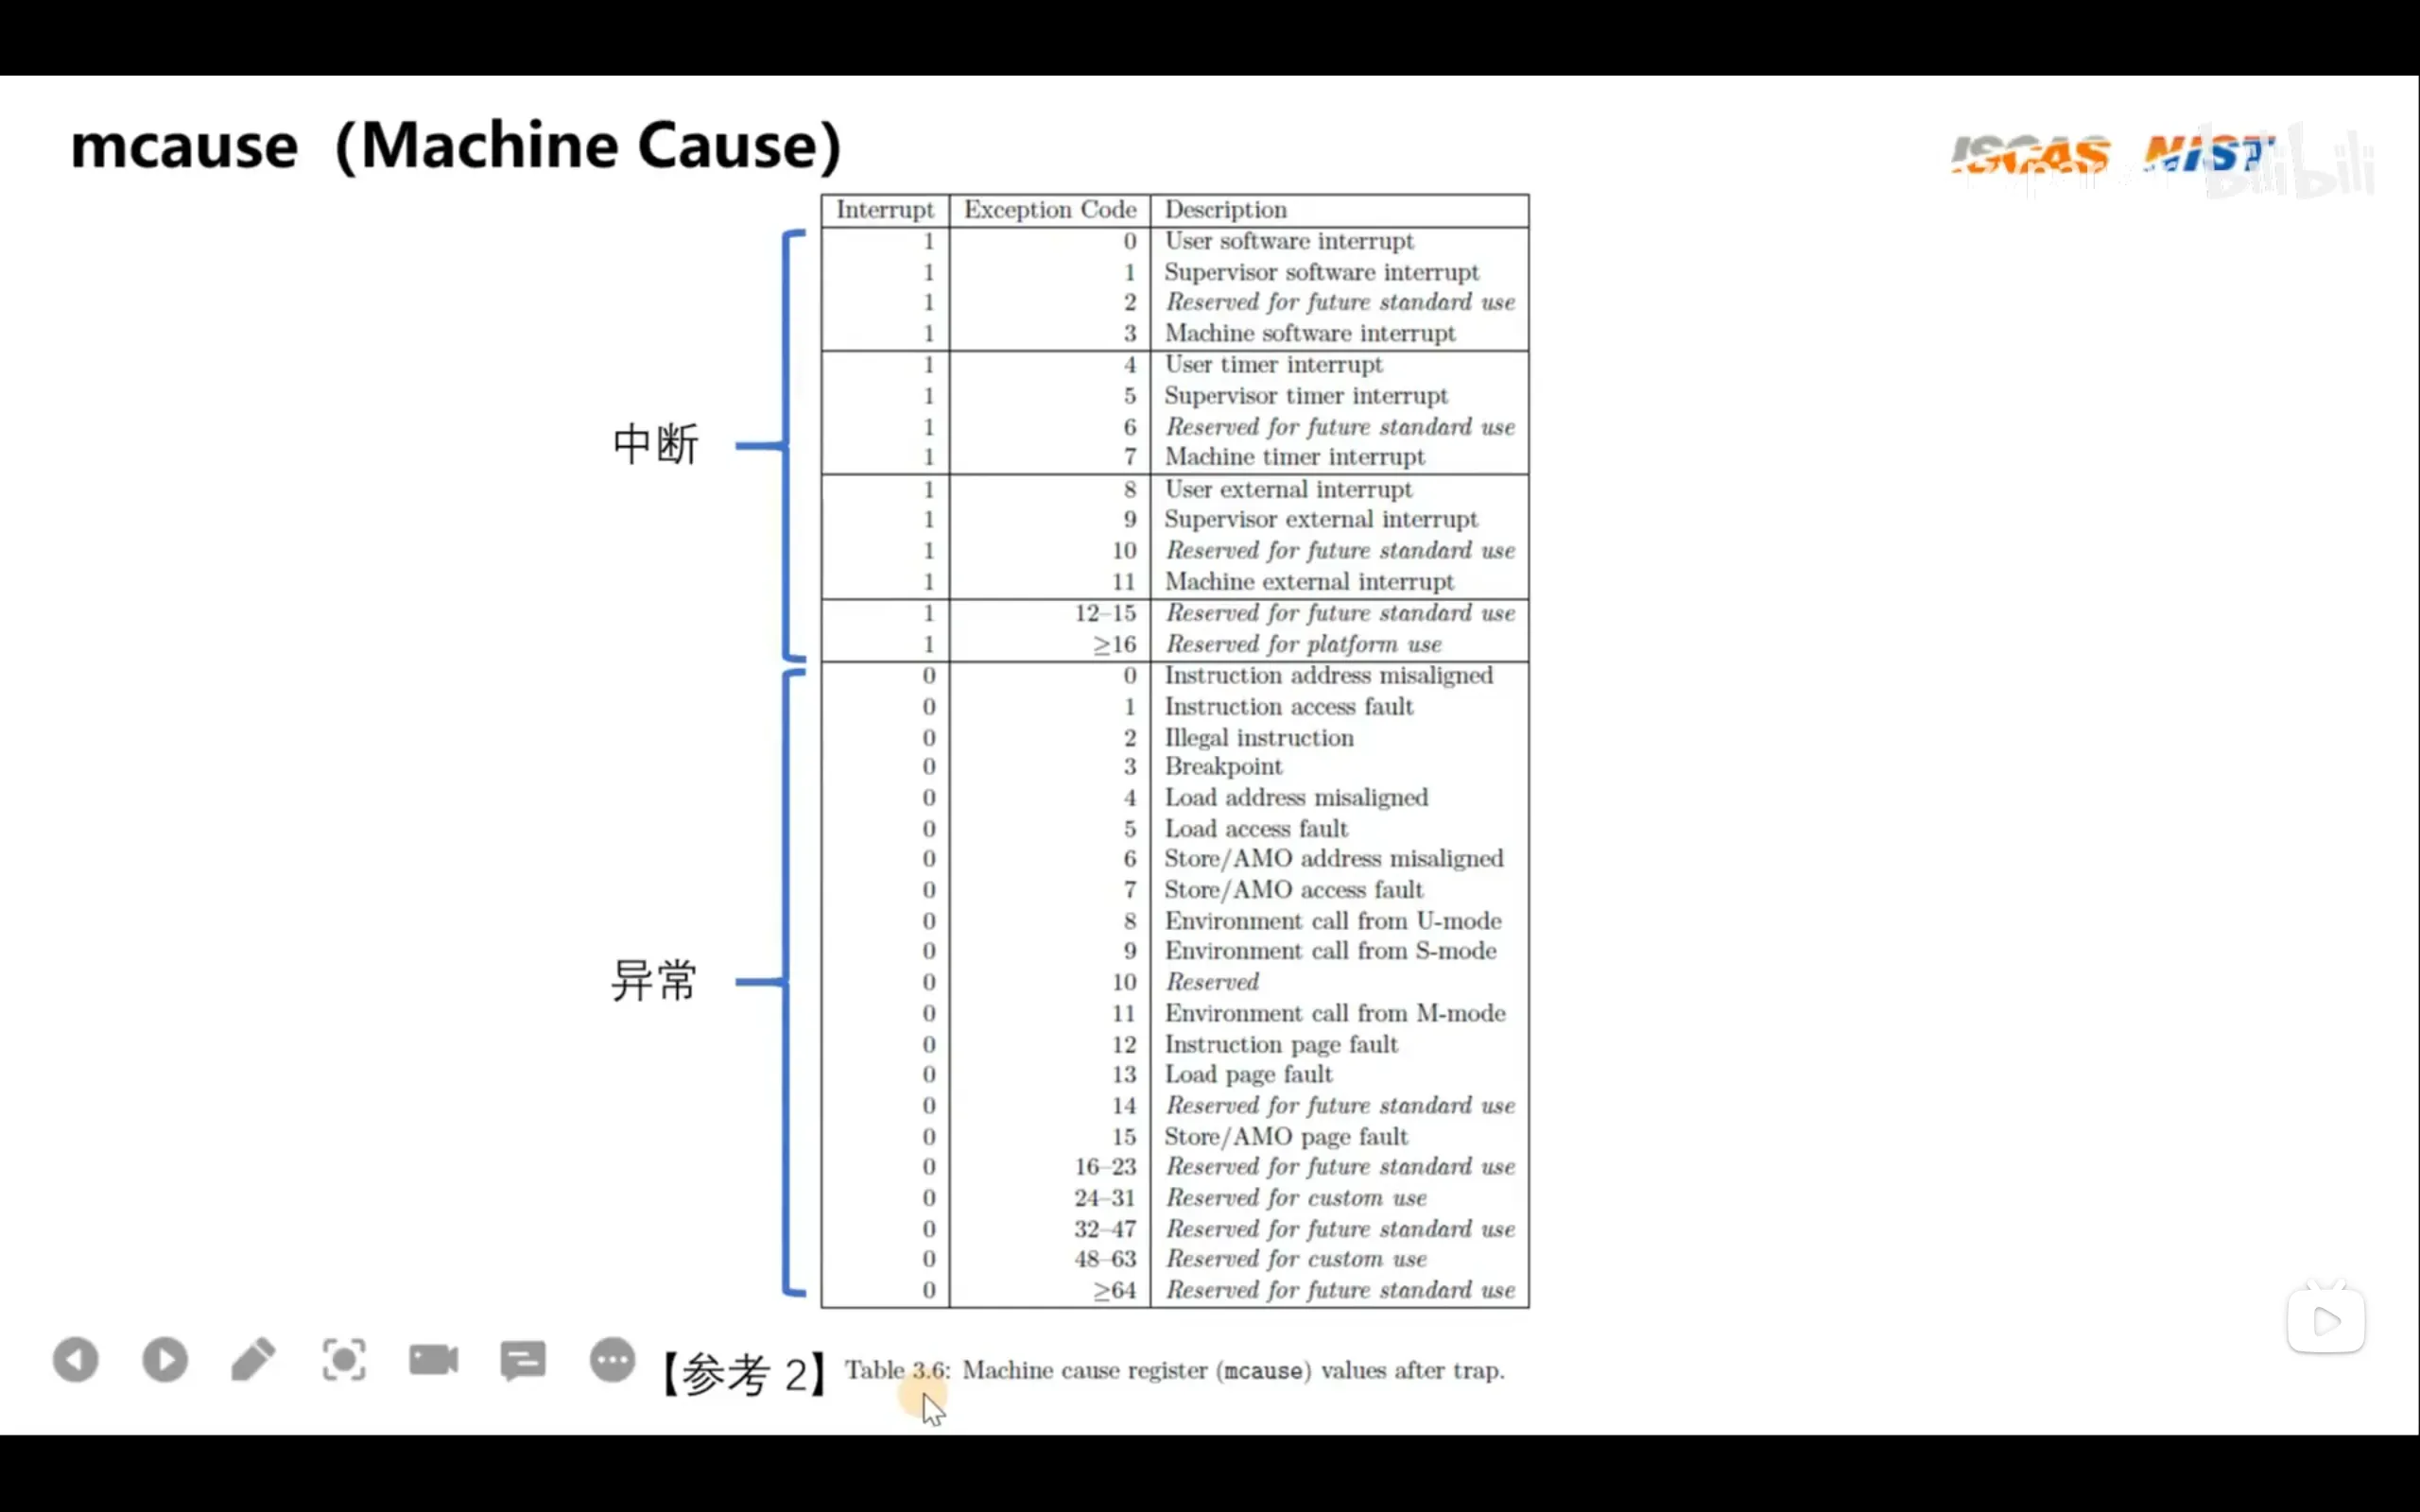 mcause（Machine Cause）
ISCAS NIST
bilibili
Interrupt Exception Code Description
1 0 User software interrupt
1 1 Supervisor software interrupt
1 2 Reserved for future standard use
1 3 Machine software interrupt
1 4 User timer interrupt
1 5 Supervisor timer interrupt
1 6 Reserved for future standard use
1 7 Machine timer interrupt
1 8 User external interrupt
1 9 Supervisor external interrupt
1 10 Reserved for future standard use
1 11 Machine external interrupt
1 12–15 Reserved for future standard use
1 ≥16 Reserved for platform use
中断
0 0 Instruction address misaligned
0 1 Instruction access fault
0 2 Illegal instruction
0 3 Breakpoint
0 4 Load address misaligned
0 5 Load access fault
0 6 Store/AMO address misaligned
0 7 Store/AMO access fault
0 8 Environment call from U-mode
0 9 Environment call from S-mode
0 10 Reserved
0 11 Environment call from M-mode
0 12 Instruction page fault
0 13 Load page fault
0 14 Reserved for future standard use
0 15 Store/AMO page fault
0 16–23 Reserved for future standard use
0 24–31 Reserved for custom use
0 32–47 Reserved for future standard use
0 48–63 Reserved for custom use
0 ≥64 Reserved for future standard use
异常
【参考 2】 Table 3.6: Machine cause register (mcause) values after trap.